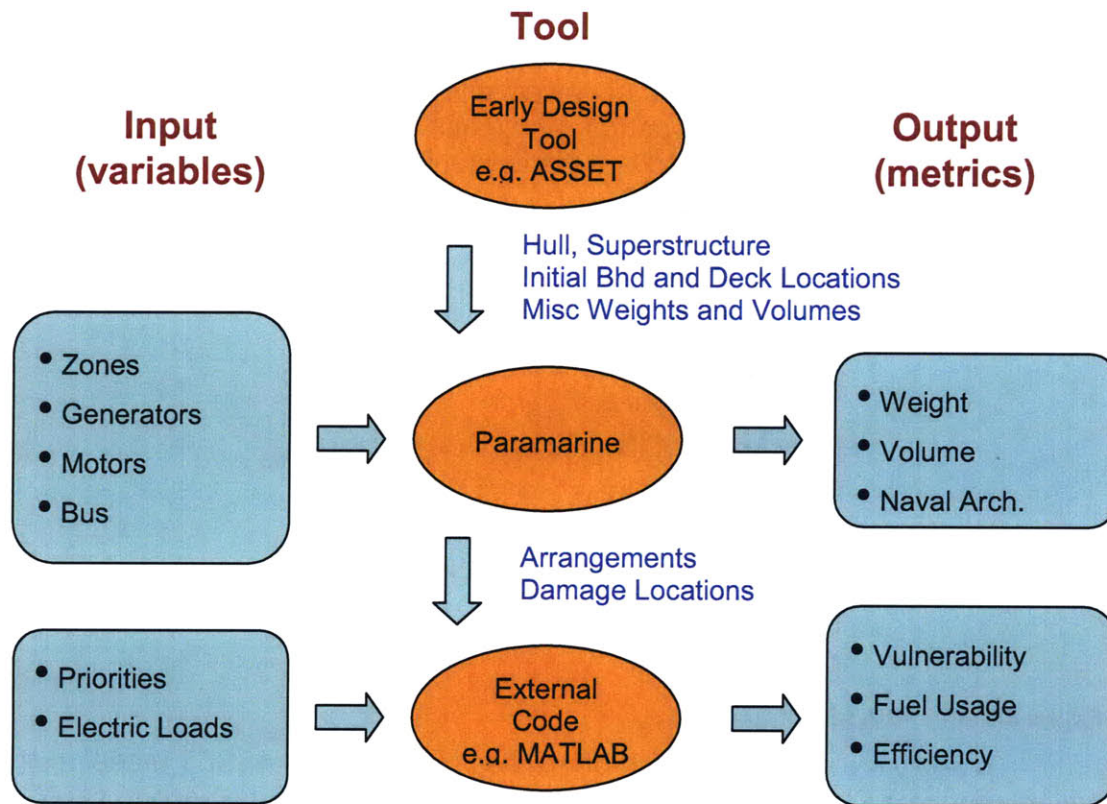 Tool
Input
(variables)
Early Design
Tool
e.g. ASSET
Output
(metrics)
Hull, Superstructure
Initial Bhd and Deck Locations
Misc Weights and Volumes
• Zones
• Generators
• Motors
• Bus
Paramarine
• Weight
• Volume
• Naval Arch.
Arrangements
Damage Locations
• Priorities
• Electric Loads
External
Code
e.g. MATLAB
• Vulnerability
• Fuel Usage
• Efficiency